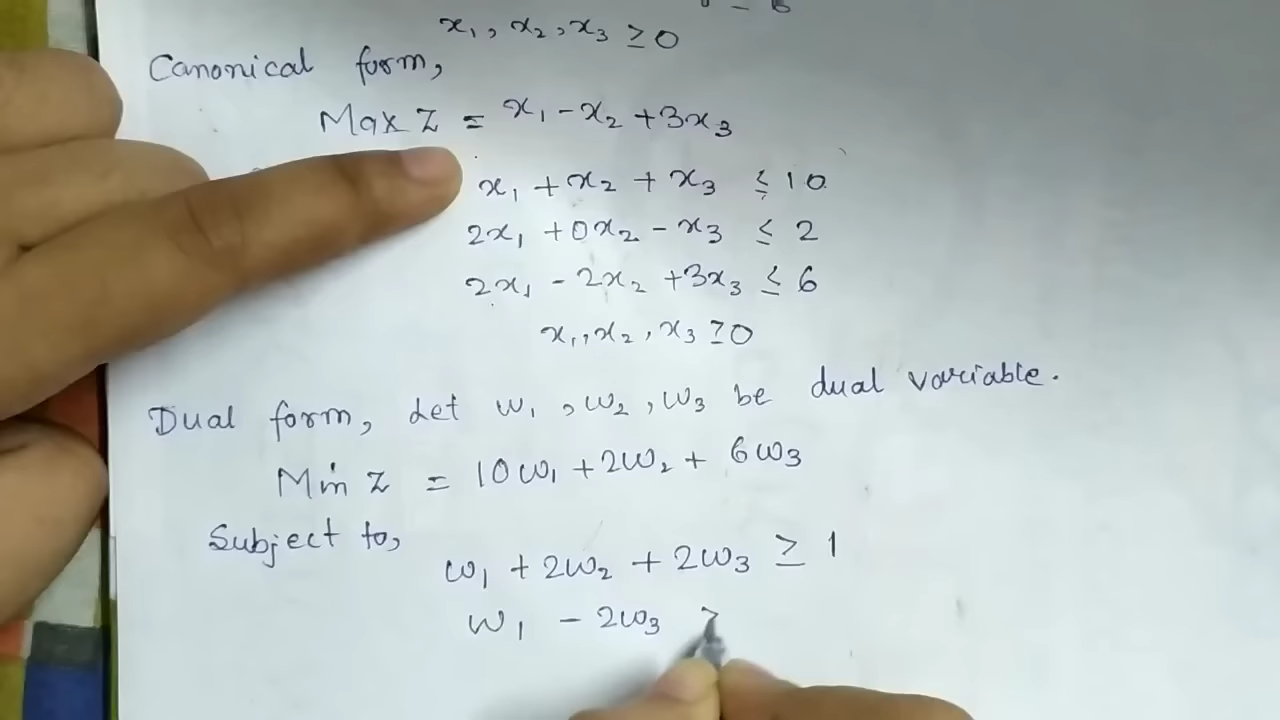 x₁, x₂, x₃ ≥ 0
Canonical form,
Max Z = x₁ - x₂ + 3x₃
x₁ + x₂ + x₃ ≤ 10
2x₁ + 0x₂ - x₃ ≤ 2
2x₁ - 2x₂ + 3x₃ ≤ 6
x₁, x₂, x₃ ≥ 0
Dual form, Let w₁, w₂, w₃ be dual variable.
Min Z = 10w₁ + 2w₂ + 6w₃
Subject to,
w₁ + 2w₂ + 2w₃ ≥ 1
w₁ - 2w₃ >